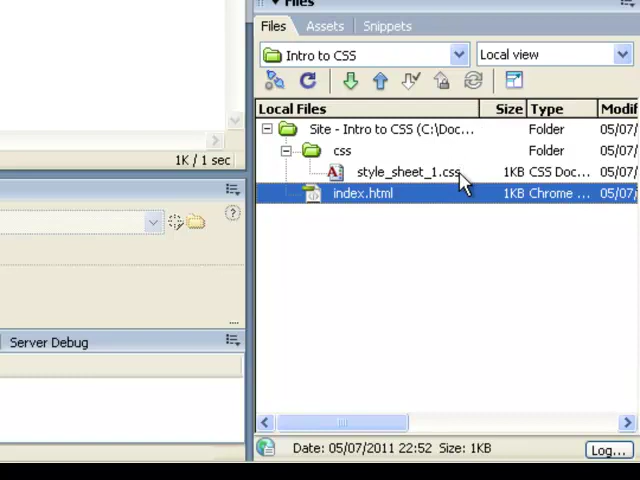 Files
Files Assets Snippets
Intro to CSS Local view
Local Files Size Type Modif
Site - Intro to CSS (C:\Doc... Folder 05/07/
css Folder 05/07/
style_sheet_1.css 1KB CSS Doc... 05/07/
index.html 1KB Chrome ... 05/07/
1K / 1 sec
Server Debug
Date: 05/07/2011 22:52 Size: 1KB Log...